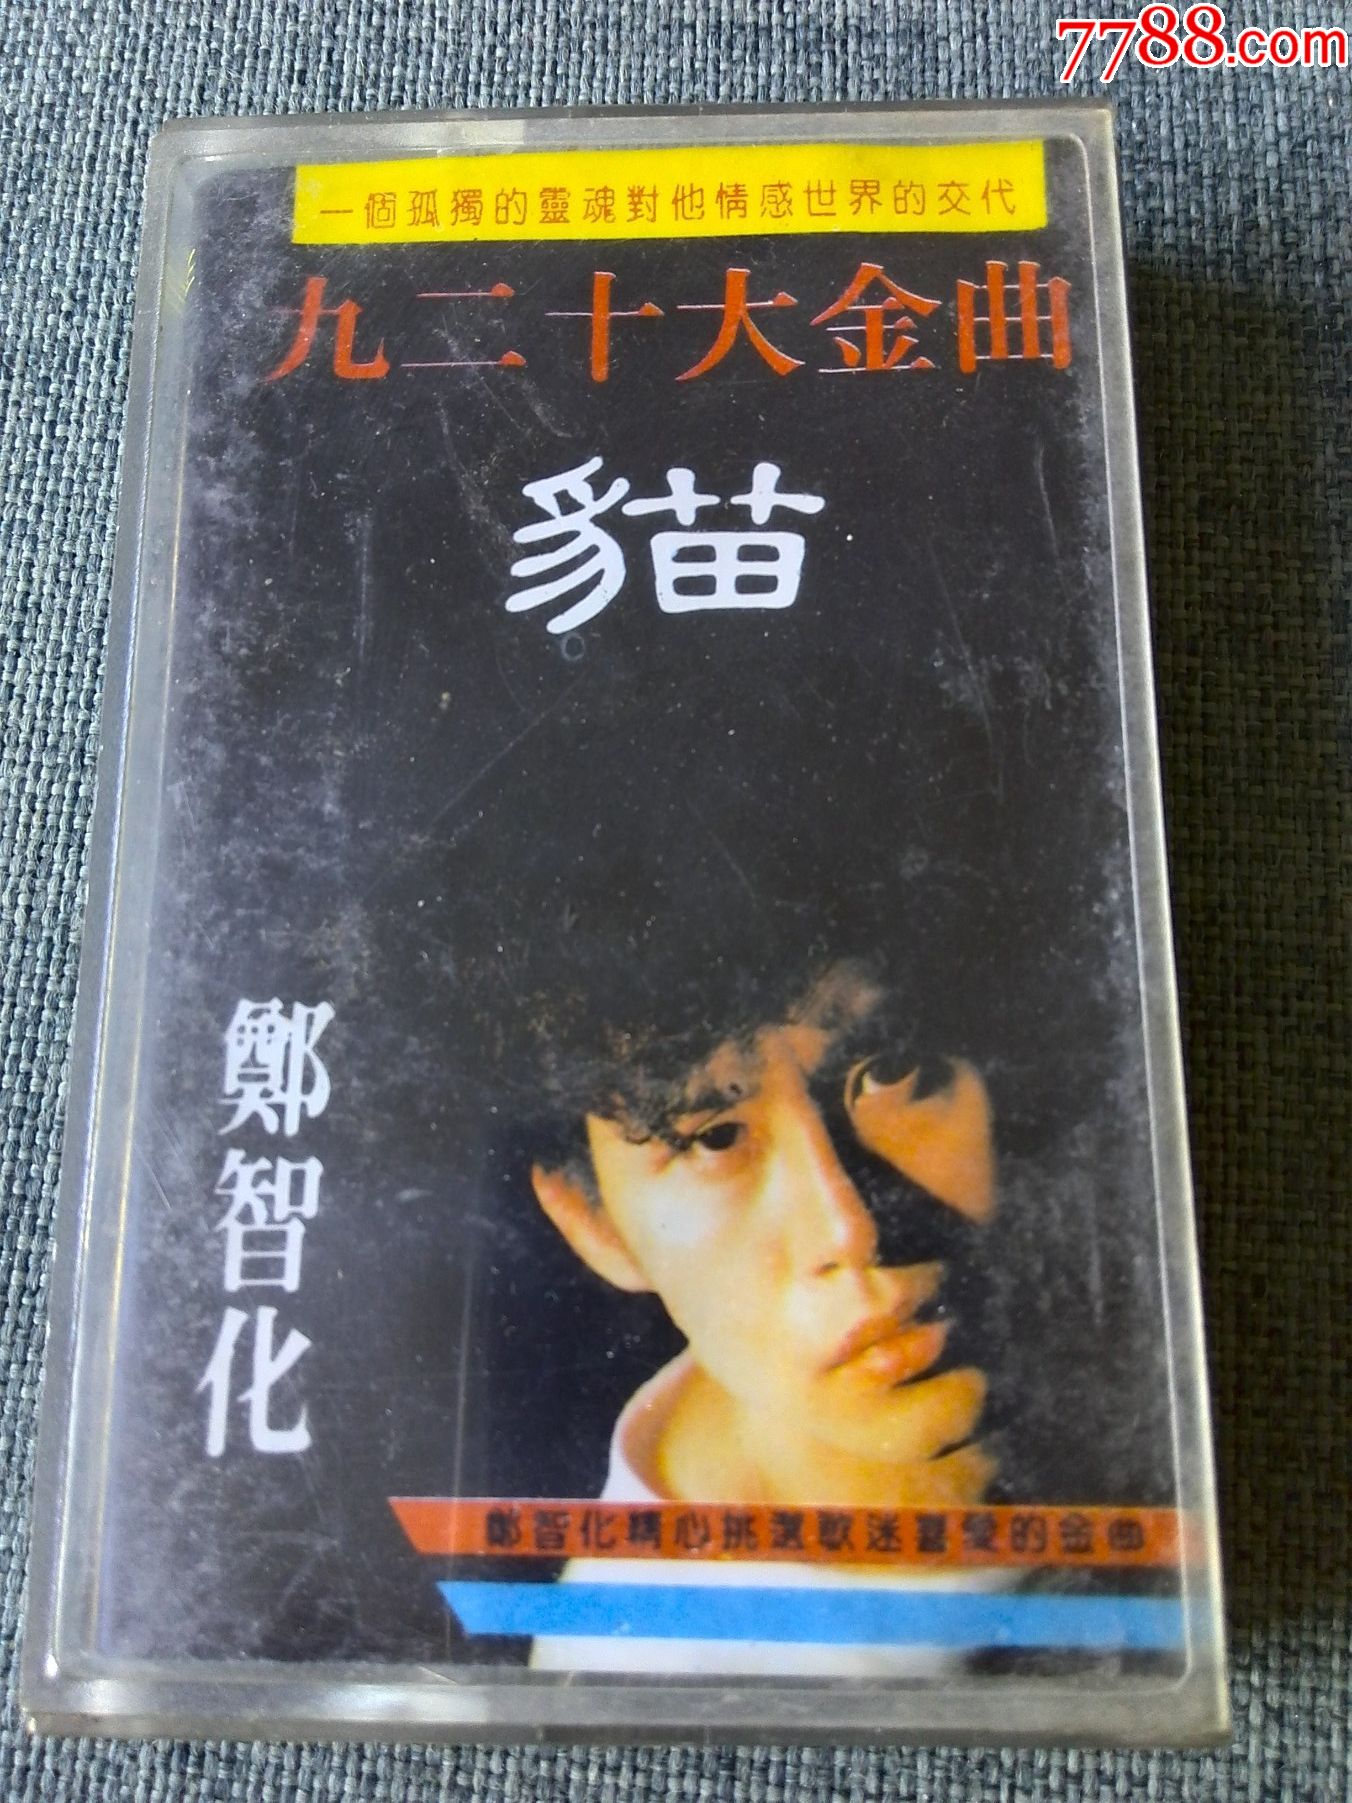 7788.com
一個孤獨的靈魂對他情感世界的交代
九二十大金曲
貓
鄭智化
鄭智化精心挑選歌迷喜愛的金曲